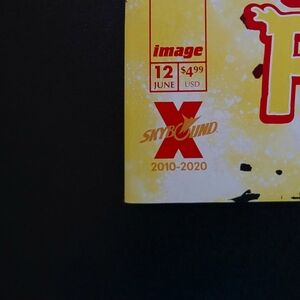 image
12 $4.99
JUNE USD
SKYBOUND
X
2010-2020